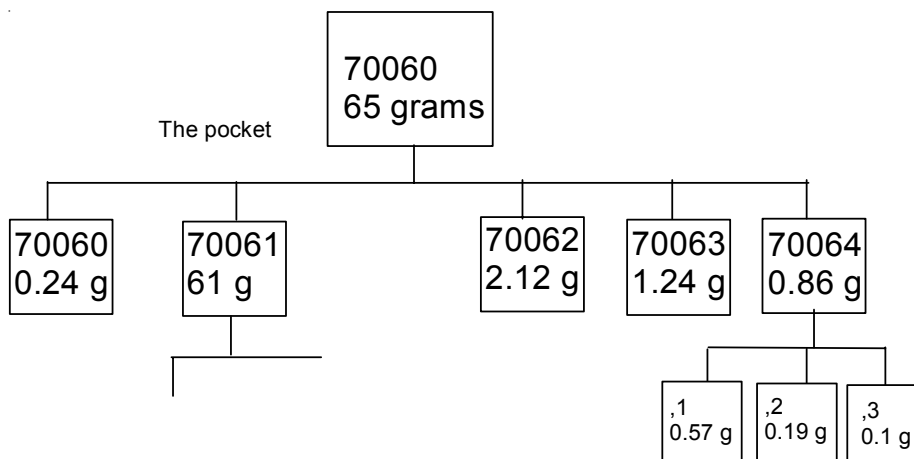 70060
65 grams
The pocket
70060
0.24 g
70061
61 g
70062
2.12 g
70063
1.24 g
70064
0.86 g
,1
0.57 g
,2
0.19 g
,3
0.1 g